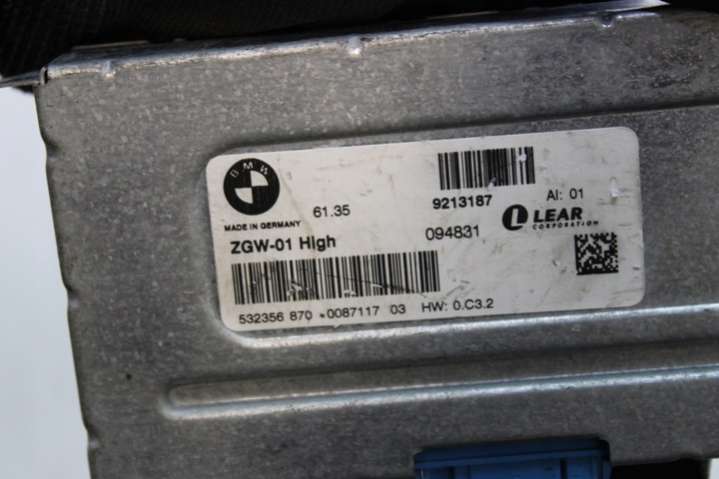 BMW
MADE IN GERMANY
61.35
9213187
AI: 01
ZGW-01 High
094831
LEAR
CORPORATION
532356 870 0087117 03 HW: 0.C3.2